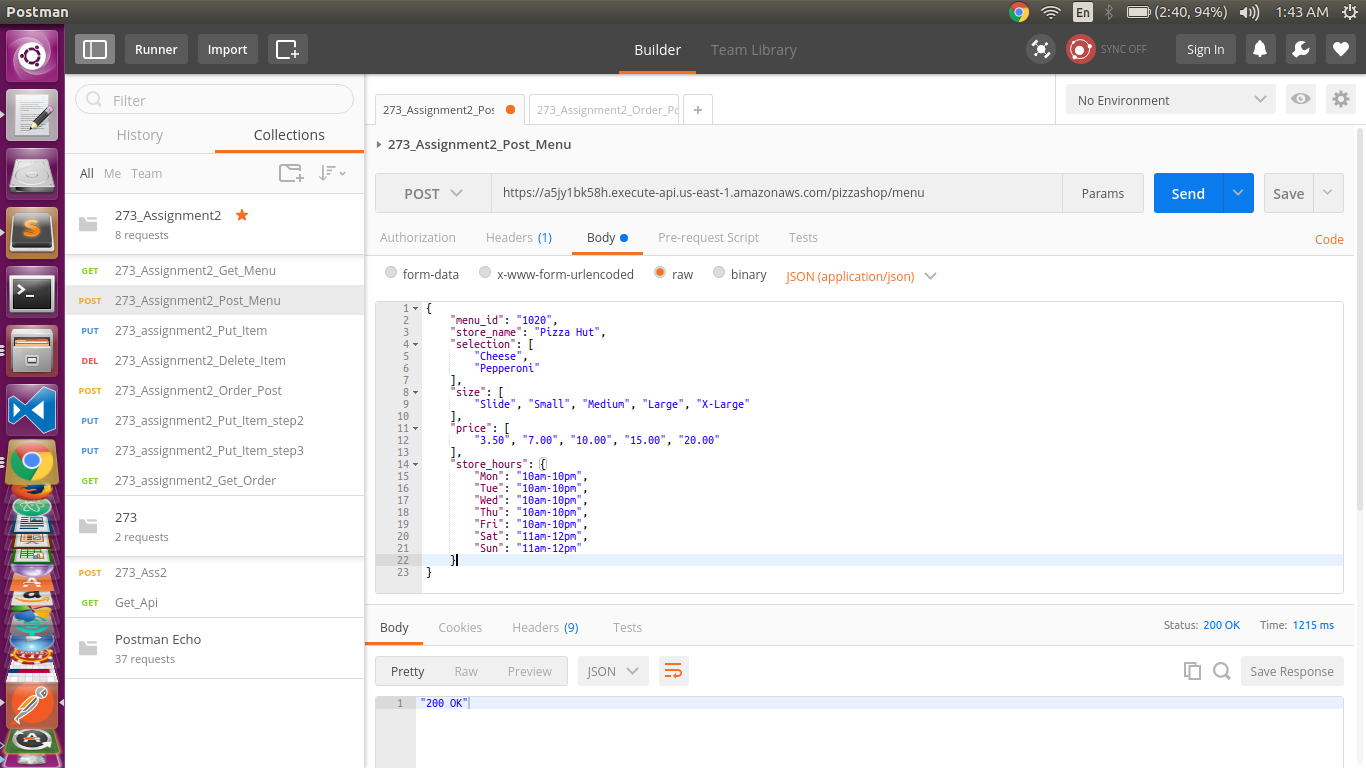 Postman
En
(2:40, 94%)
1:43 AM
Runner
Import
Builder
Team Library
SYNC OFF
Sign In
Filter
History
Collections
All Me Team
273_Assignment2
8 requests
GET 273_Assignment2_Get_Menu
POST 273_Assignment2_Post_Menu
PUT 273_assignment2_Put_Item
DEL 273_Assignment2_Delete_Item
POST 273_Assignment2_Order_Post
PUT 273_assignment2_Put_Item_step2
PUT 273_assignment2_Put_Item_step3
GET 273_assignment2_Get_Order
273
2 requests
POST 273_Ass2
GET Get_Api
Postman Echo
37 requests
273_Assignment2_Pos
273_Assignment2_Order_Po
No Environment
273_Assignment2_Post_Menu
POST
https://a5jy1bk58h.execute-api.us-east-1.amazonaws.com/pizzashop/menu
Params
Send
Save
Authorization
Headers (1)
Body
Pre-request Script
Tests
Code
form-data
x-www-form-urlencoded
raw
binary
JSON (application/json)
1 {
2 "menu_id": "1020",
3 "store_name": "Pizza Hut",
4 "selection": [
5 "Cheese",
6 "Pepperoni"
7 ],
8 "size": [
9 "Slide", "Small", "Medium", "Large", "X-Large"
10 ],
11 "price": [
12 "3.50", "7.00", "10.00", "15.00", "20.00"
13 ],
14 "store_hours": {
15 "Mon": "10am-10pm",
16 "Tue": "10am-10pm",
17 "Wed": "10am-10pm",
18 "Thu": "10am-10pm",
19 "Fri": "10am-10pm",
20 "Sat": "11am-12pm",
21 "Sun": "11am-12pm"
22 }
23 }
Body
Cookies
Headers (9)
Tests
Status: 200 OK
Time: 1215 ms
Pretty
Raw
Preview
JSON
Save Response
1 "200 OK"